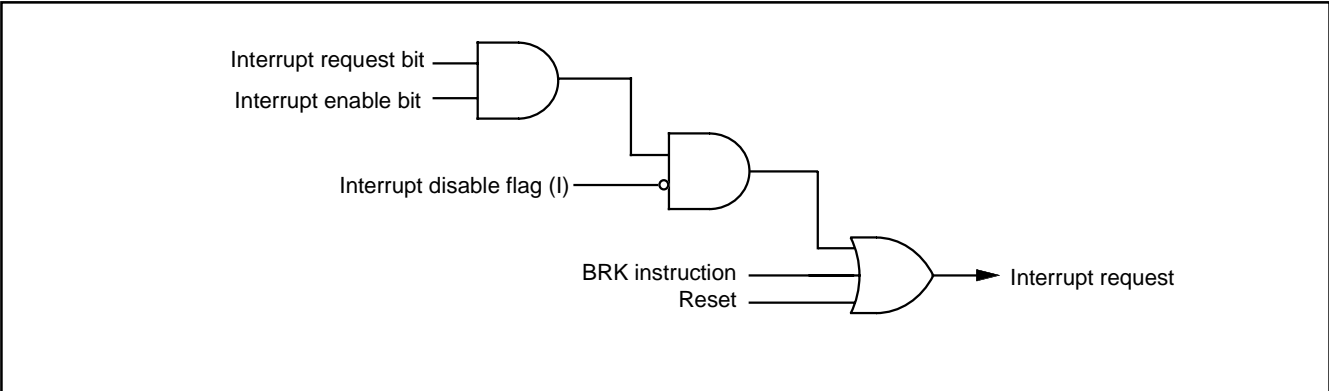 Interrupt request bit
Interrupt enable bit
Interrupt disable flag (I)
BRK instruction
Reset
Interrupt request